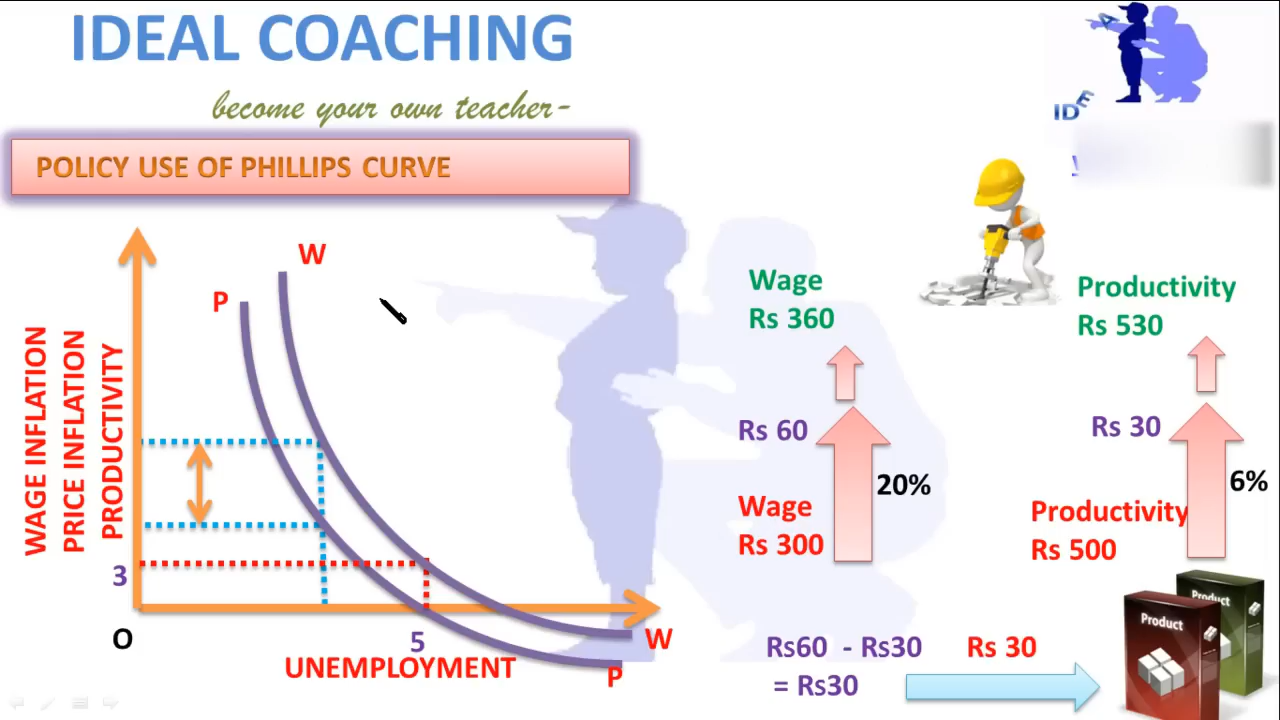 IDEAL COACHING
become your own teacher-
A
IDE
POLICY USE OF PHILLIPS CURVE
W
P
WAGE INFLATION
PRICE INFLATION
PRODUCTIVITY
3
O
5
UNEMPLOYMENT
W
P
Wage
Rs 360
Rs 60
20%
Wage
Rs 300
Productivity
Rs 530
Rs 30
6%
Productivity
Rs 500
Rs60 - Rs30
= Rs30
Rs 30
Product
Product